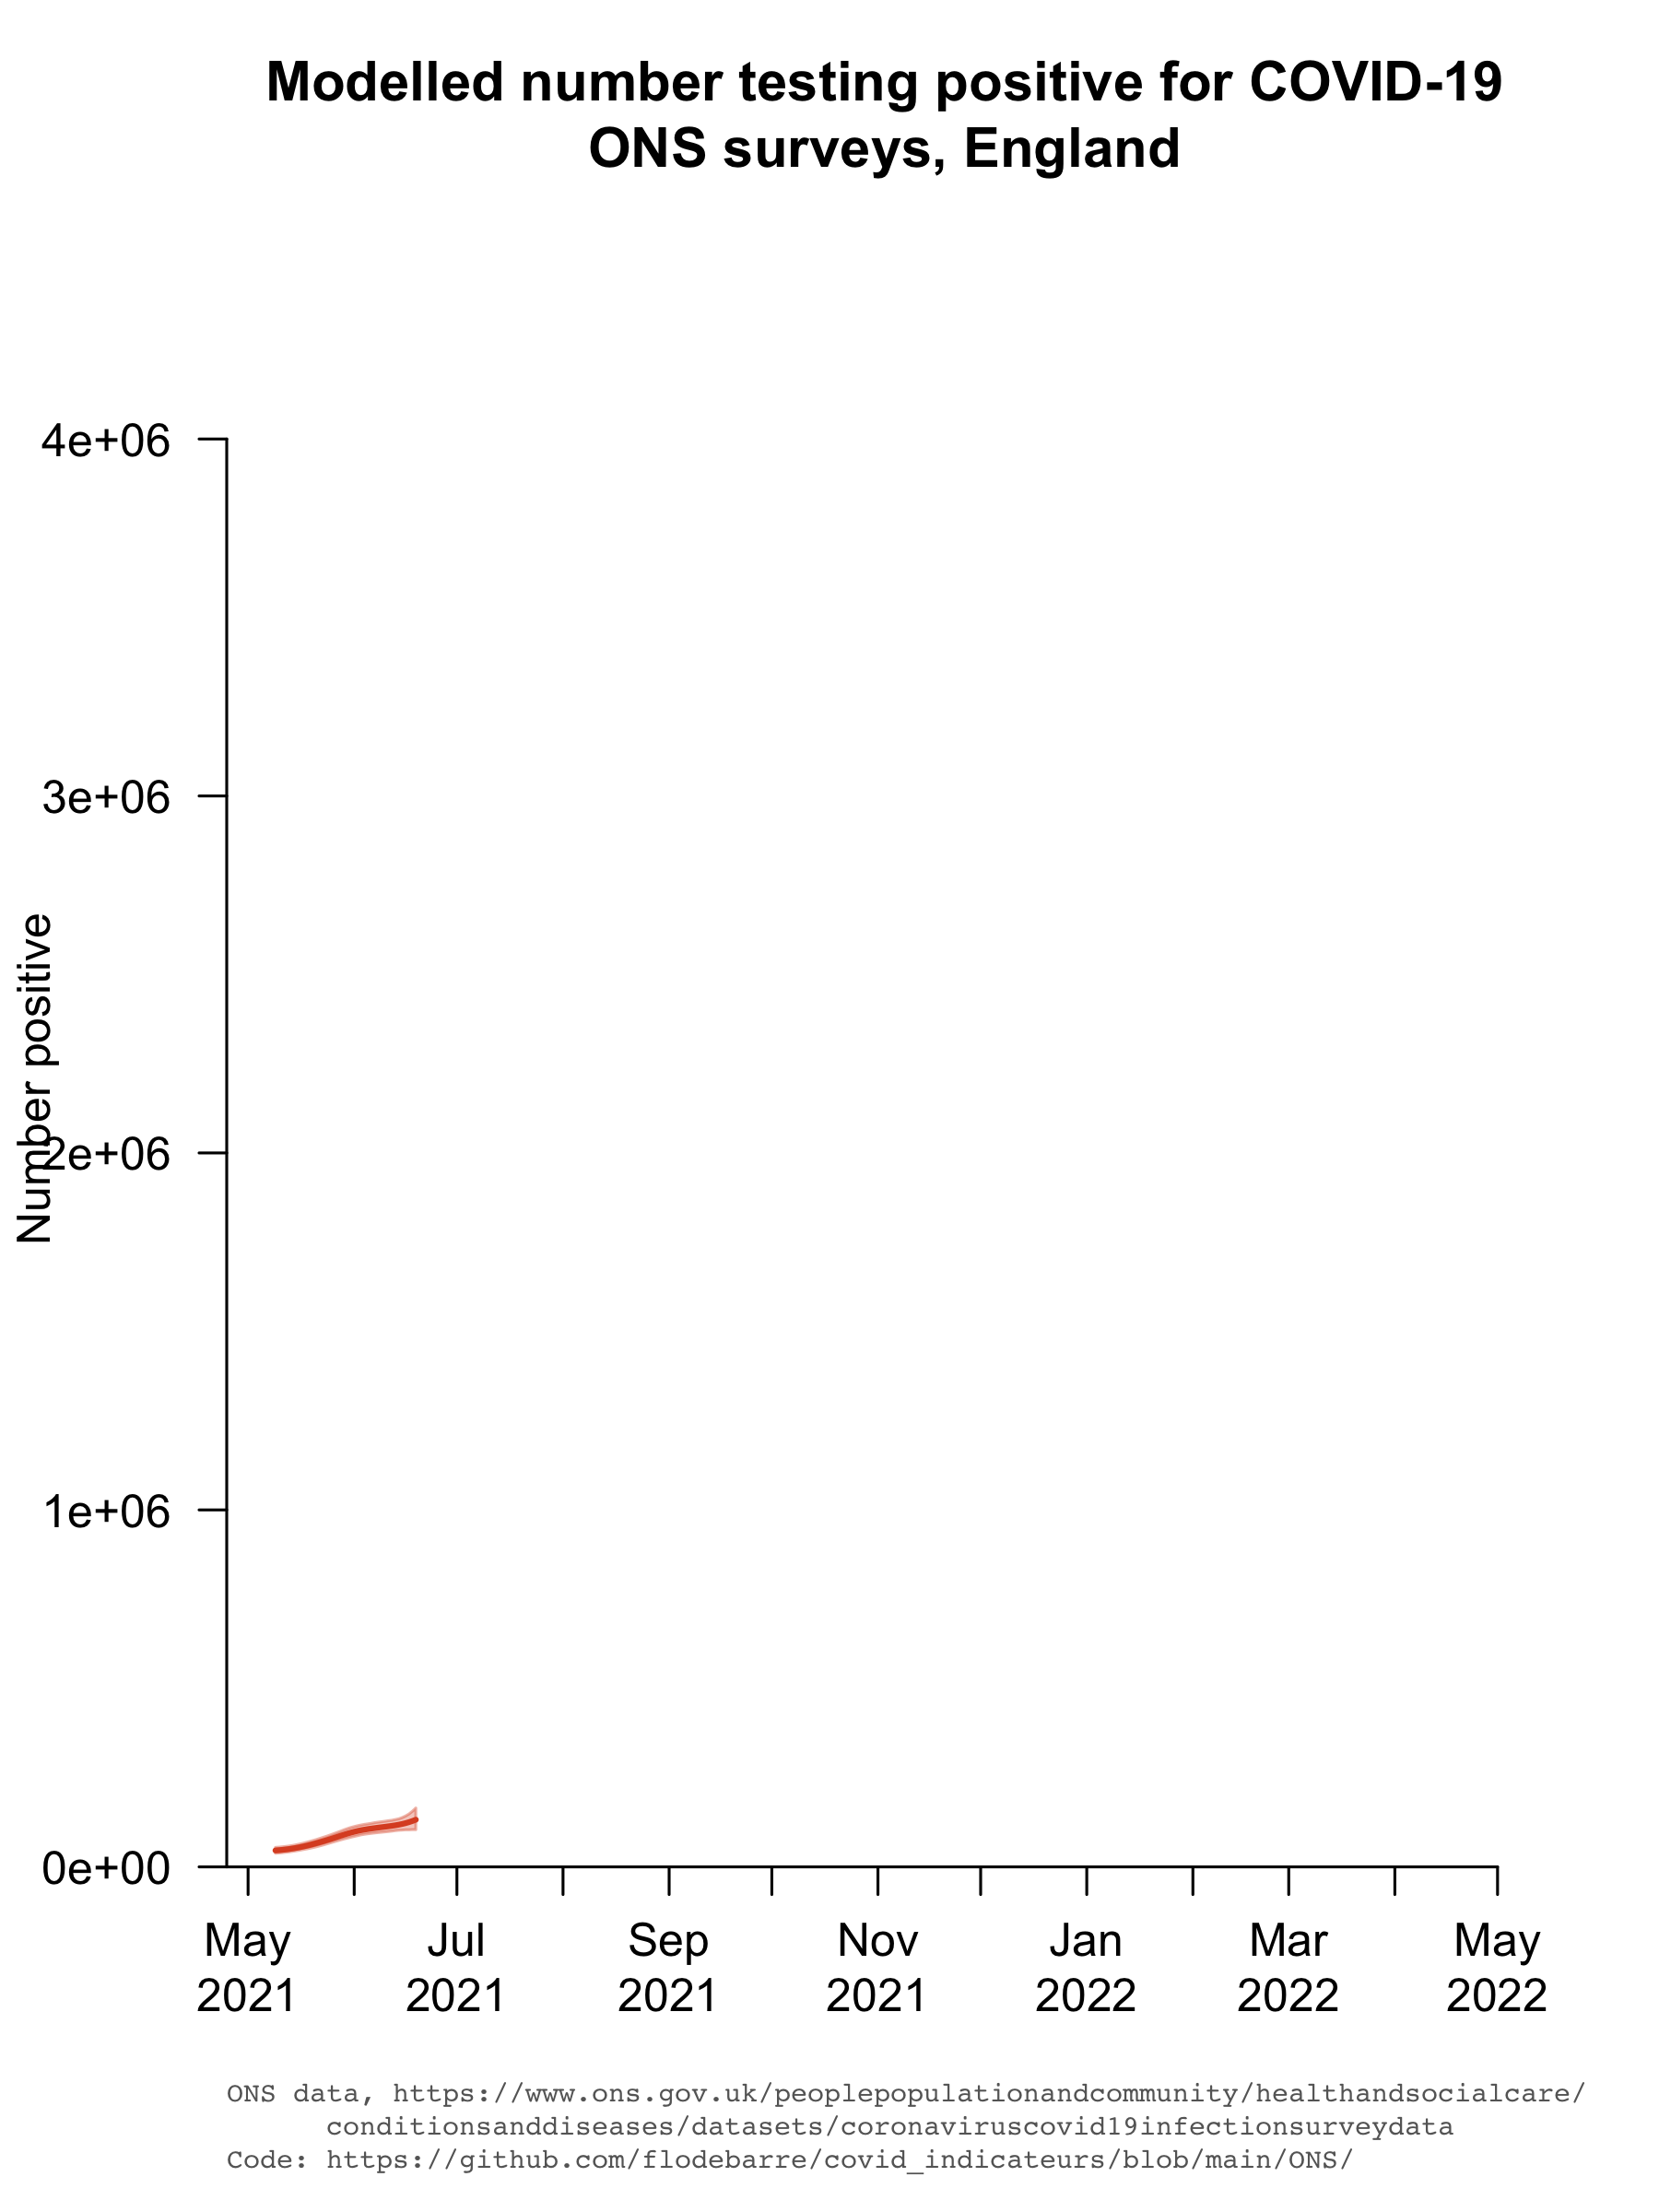 Modelled number testing positive for COVID-19
ONS surveys, England
4e+06
3e+06
2e+06
1e+06
0e+00
Number positive
May Jul Sep Nov Jan Mar May
2021 2021 2021 2021 2022 2022 2022
ONS data, https://www.ons.gov.uk/peoplepopulationandcommunity/healthandsocialcare/
conditionsanddiseases/datasets/coronaviruscovid19infectionsurveydata
Code: https://github.com/flodebarre/covid_indicateurs/blob/main/ONS/